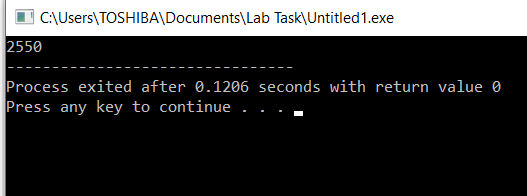 C:\Users\TOSHIBA\Documents\Lab Task\Untitled1.exe
2550
--------------------------------
Process exited after 0.1206 seconds with return value 0
Press any key to continue . . .